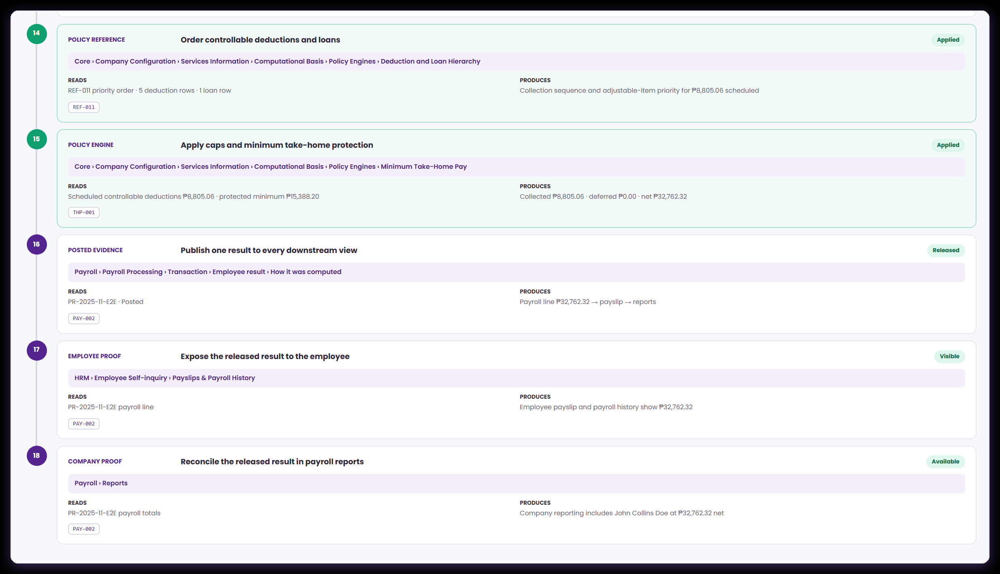 14
POLICY REFERENCE
Order controllable deductions and loans
Applied
Core › Company Configuration › Services Information › Computational Basis › Policy Engines › Deduction and Loan Hierarchy
READS
PRODUCES
REF-011 priority order · 5 deduction rows · 1 loan row
Collection sequence and adjustable-item priority for ₱8,805.06 scheduled
REF-011
15
POLICY ENGINE
Apply caps and minimum take-home protection
Applied
Core › Company Configuration › Services Information › Computational Basis › Policy Engines › Minimum Take-Home Pay
READS
PRODUCES
Scheduled controllable deductions ₱8,805.06 · protected minimum ₱15,388.20
Collected ₱8,805.06 · deferred ₱0.00 · net ₱32,762.32
THP-001
16
POSTED EVIDENCE
Publish one result to every downstream view
Released
Payroll › Payroll Processing › Transaction › Employee result › How it was computed
READS
PRODUCES
PR-2025-11-E2E · Posted
Payroll line ₱32,762.32 → payslip → reports
PAY-002
17
EMPLOYEE PROOF
Expose the released result to the employee
Visible
HRM › Employee Self-inquiry › Payslips & Payroll History
READS
PRODUCES
PR-2025-11-E2E payroll line
Employee payslip and payroll history show ₱32,762.32
PAY-002
18
COMPANY PROOF
Reconcile the released result in payroll reports
Available
Payroll › Reports
READS
PRODUCES
PR-2025-11-E2E payroll totals
Company reporting includes John Collins Doe at ₱32,762.32 net
PAY-002